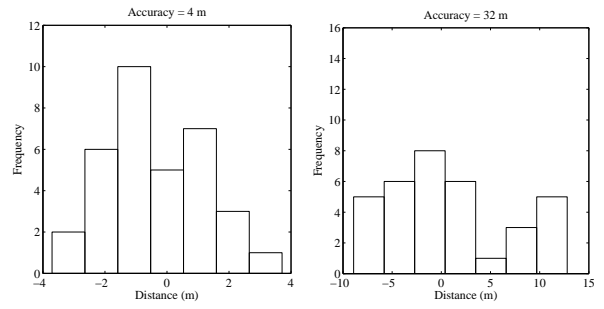 Accuracy = 4 m
12
10
8
6
4
2
0
Frequency
−4 −2 0 2 4
Distance (m)
Accuracy = 32 m
16
14
12
10
8
6
4
2
0
Frequency
−10 −5 0 5 10 15
Distance (m)